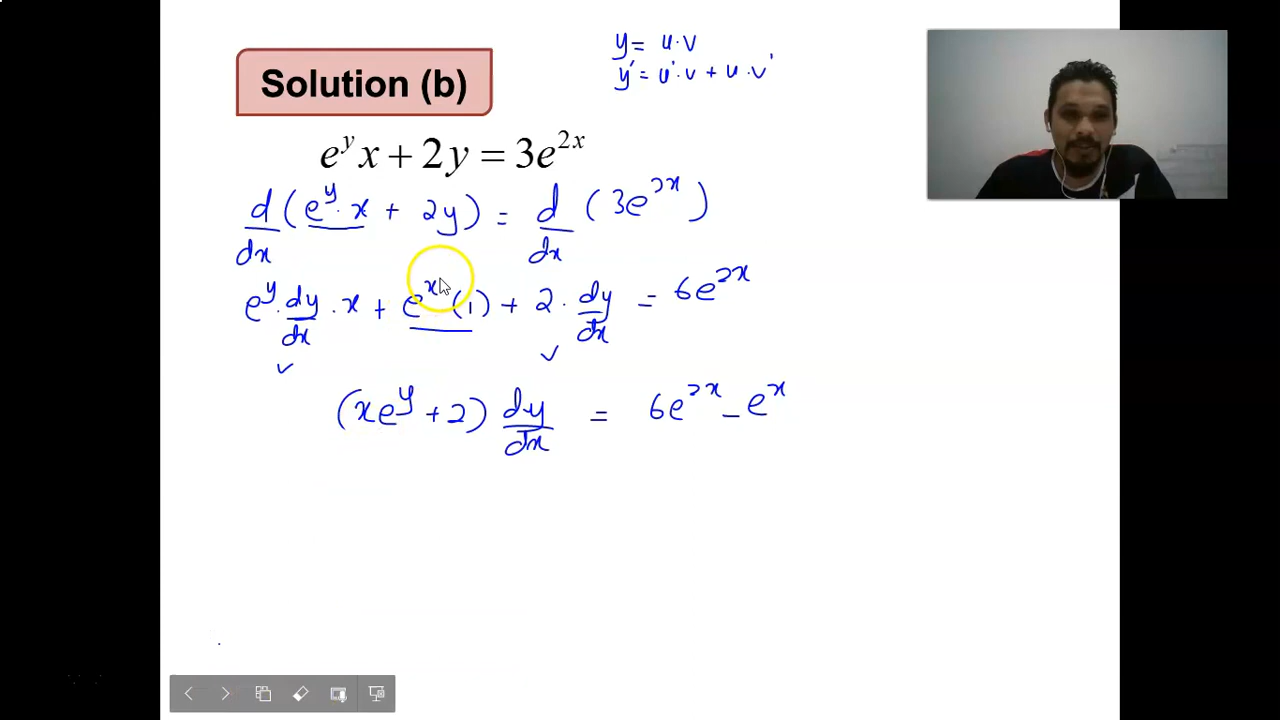 y = u·v
y' = u'·v + u·v'
Solution (b)
e^y x + 2y = 3e^{2x}
d/dx (e^y · x + 2y) = d/dx (3e^{2x})
e^y · dy/dx · x + e^x (1) + 2 · dy/dx = 6e^{2x}
(xe^y + 2) dy/dx = 6e^{2x} - e^x